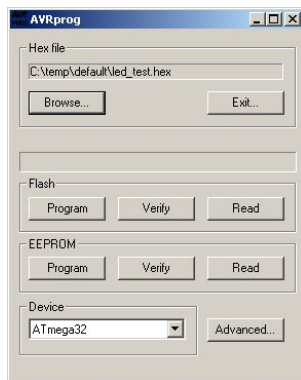 AVRprog
Hex file
C:\temp\default\led_test.hex
Browse... Exit...
Flash
Program Verify Read
EEPROM
Program Verify Read
Device
ATmega32 Advanced...